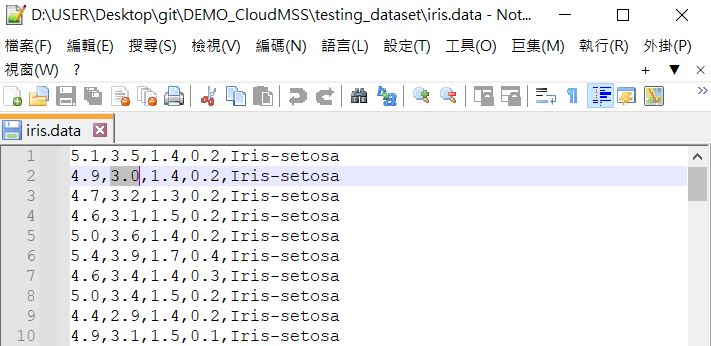 D:\USER\Desktop\git\DEMO_CloudMSS\testing_dataset\iris.data - Not...
檔案(F) 編輯(E) 搜尋(S) 檢視(V) 編碼(N) 語言(L) 設定(T) 工具(O) 巨集(M) 執行(R) 外掛(P)
視窗(W) ? + ▼ ×
iris.data
1 5.1,3.5,1.4,0.2,Iris-setosa
2 4.9,3.0,1.4,0.2,Iris-setosa
3 4.7,3.2,1.3,0.2,Iris-setosa
4 4.6,3.1,1.5,0.2,Iris-setosa
5 5.0,3.6,1.4,0.2,Iris-setosa
6 5.4,3.9,1.7,0.4,Iris-setosa
7 4.6,3.4,1.4,0.3,Iris-setosa
8 5.0,3.4,1.5,0.2,Iris-setosa
9 4.4,2.9,1.4,0.2,Iris-setosa
10 4.9,3.1,1.5,0.1,Iris-setosa